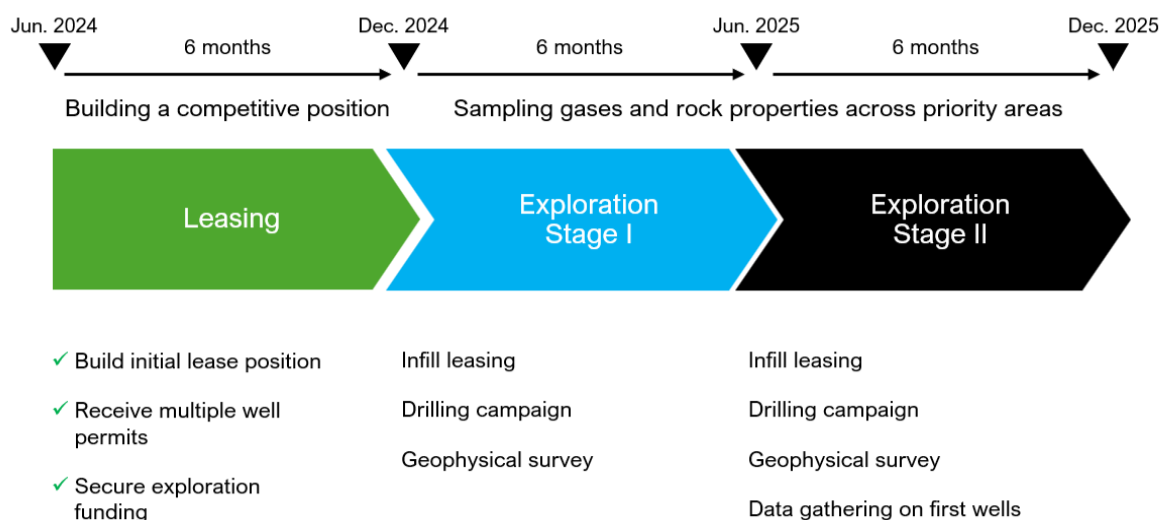 Jun. 2024
Dec. 2024
Jun. 2025
Dec. 2025
6 months
6 months
6 months
Building a competitive position
Sampling gases and rock properties across priority areas
Leasing
Exploration
Stage I
Exploration
Stage II
✓ Build initial lease position
✓ Receive multiple well
permits
✓ Secure exploration
funding
Infill leasing
Drilling campaign
Geophysical survey
Infill leasing
Drilling campaign
Geophysical survey
Data gathering on first wells